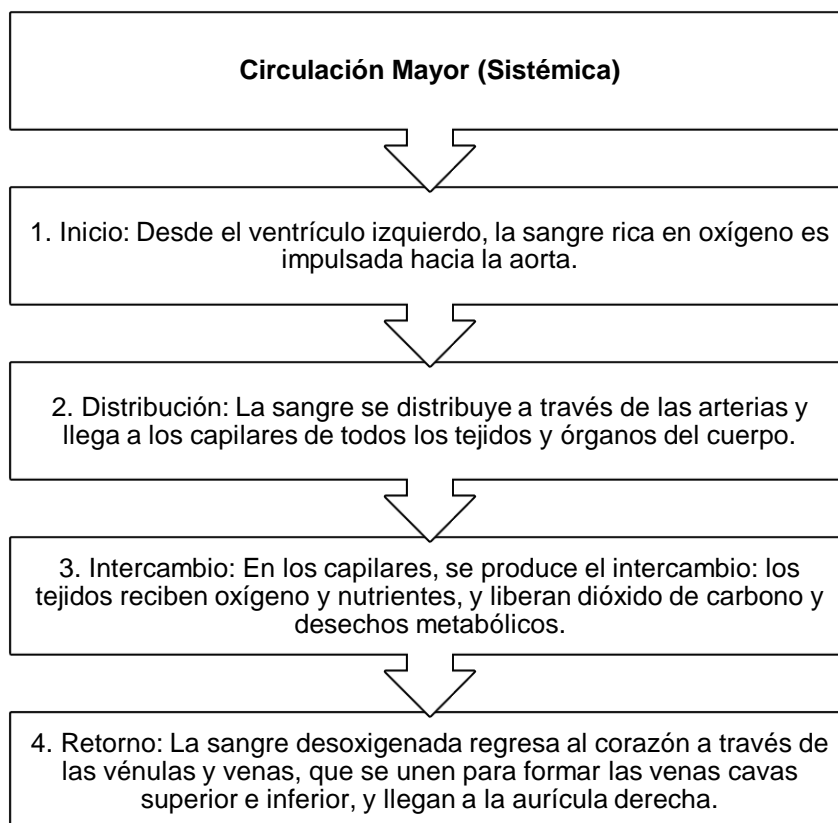 Circulación Mayor (Sistémica)
1. Inicio: Desde el ventrículo izquierdo, la sangre rica en oxígeno es
impulsada hacia la aorta.
2. Distribución: La sangre se distribuye a través de las arterias y
llega a los capilares de todos los tejidos y órganos del cuerpo.
3. Intercambio: En los capilares, se produce el intercambio: los
tejidos reciben oxígeno y nutrientes, y liberan dióxido de carbono y
desechos metabólicos.
4. Retorno: La sangre desoxigenada regresa al corazón a través de
las vénulas y venas, que se unen para formar las venas cavas
superior e inferior, y llegan a la aurícula derecha.